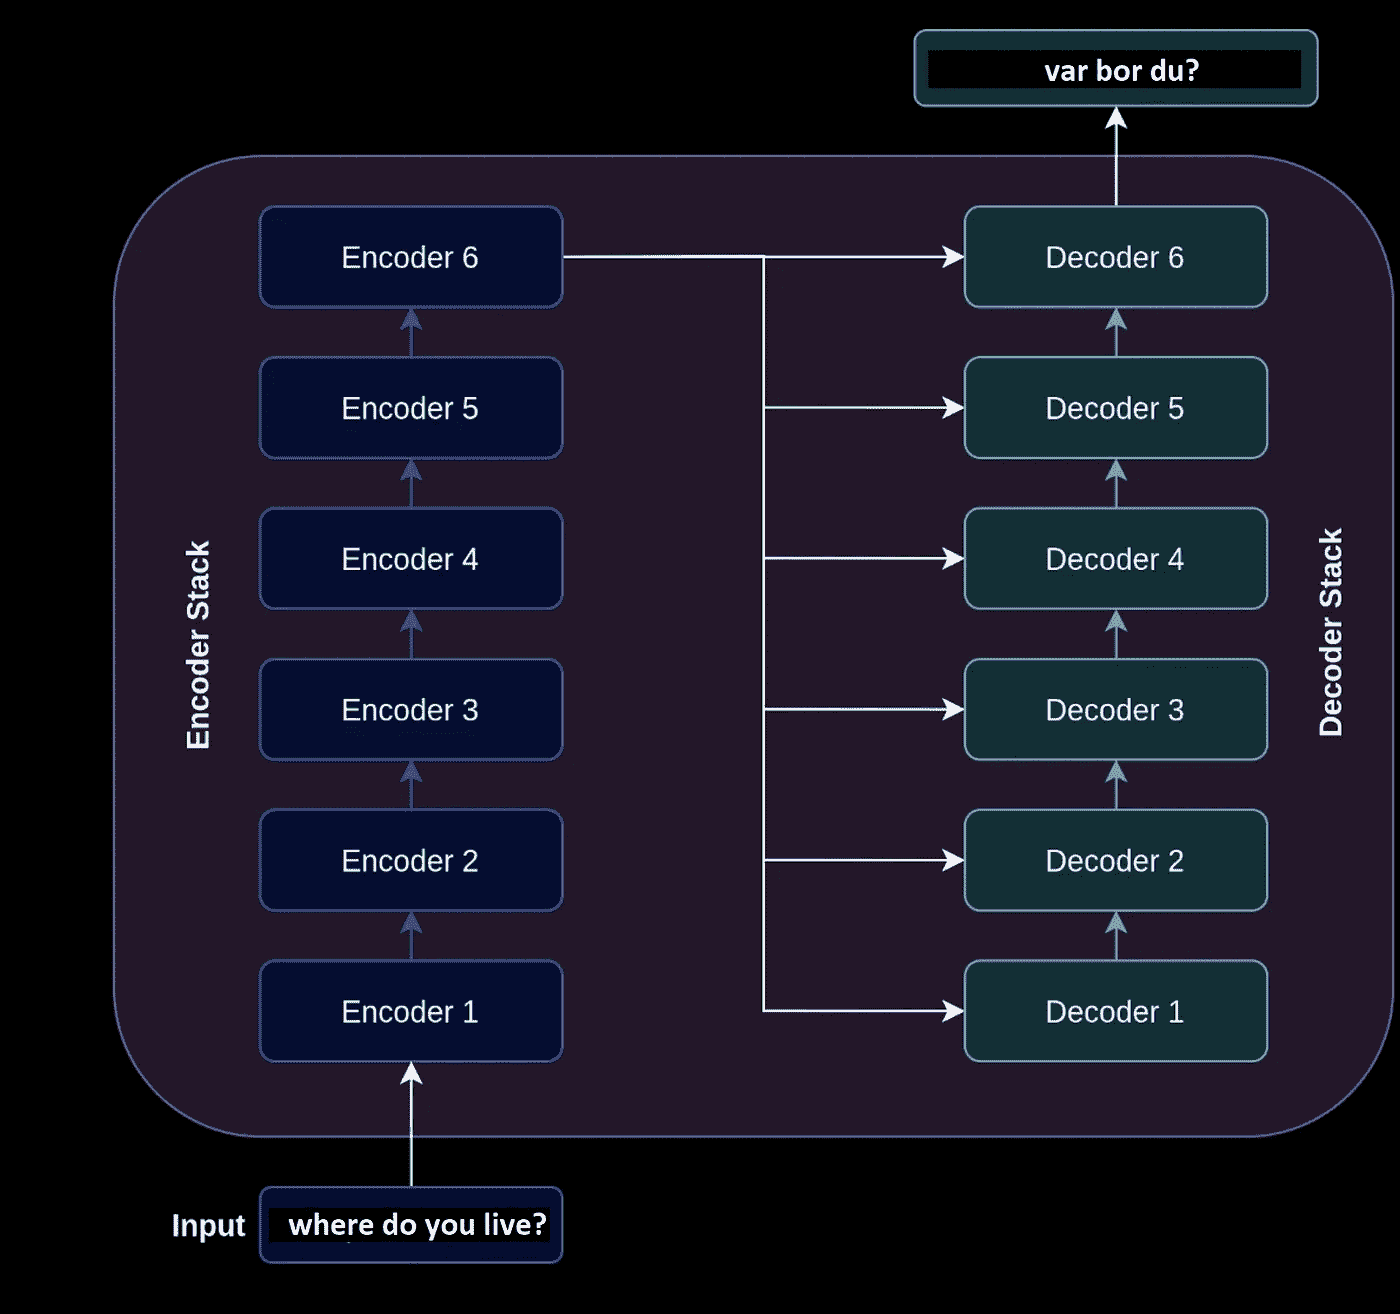 var bor du?
Encoder 6
Decoder 6
Encoder 5
Decoder 5
Encoder 4
Decoder 4
Encoder Stack
Decoder Stack
Encoder 3
Decoder 3
Encoder 2
Decoder 2
Encoder 1
Decoder 1
Input
where do you live?